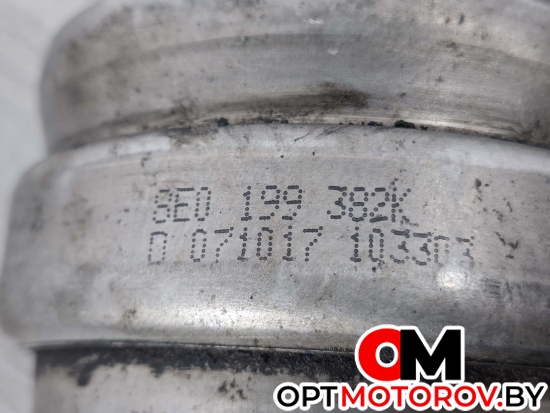 8E0 199 382K
D 071017 103303
OM
OPTMOTOROV.BY